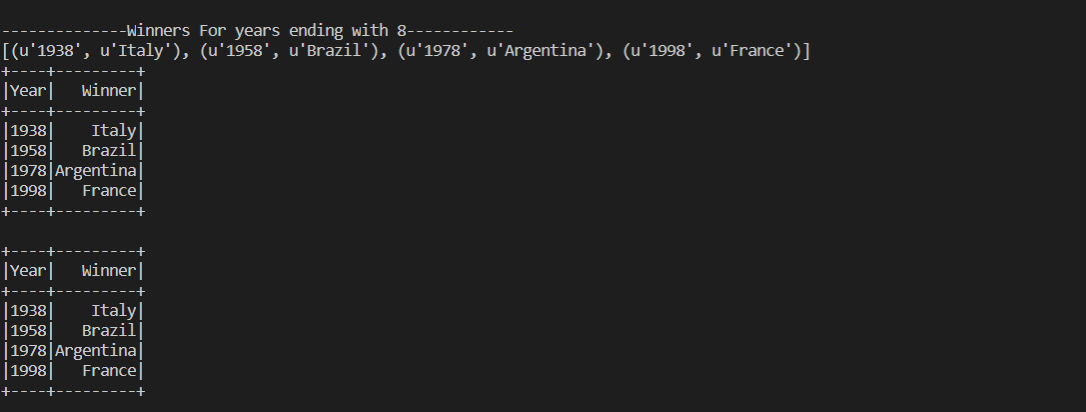 --------------Winners For years ending with 8------------
[(u'1938', u'Italy'), (u'1958', u'Brazil'), (u'1978', u'Argentina'), (u'1998', u'France')]
+----+---------+
|Year|   Winner|
+----+---------+
|1938|    Italy|
|1958|   Brazil|
|1978|Argentina|
|1998|   France|
+----+---------+

+----+---------+
|Year|   Winner|
+----+---------+
|1938|    Italy|
|1958|   Brazil|
|1978|Argentina|
|1998|   France|
+----+---------+